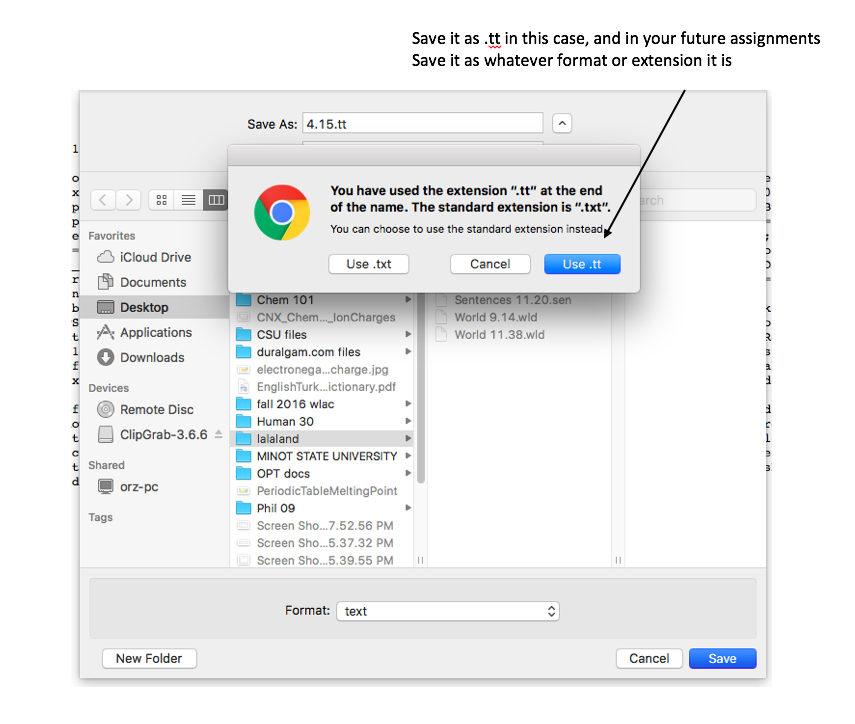 Save it as .tt in this case, and in your future assignments
Save it as whatever format or extension it is
Save As: 4.15.tt
You have used the extension “.tt” at the end
of the name. The standard extension is “.txt”.
You can choose to use the standard extension instead.
Use .txt Cancel Use .tt
Favorites
iCloud Drive
Documents
Desktop
Applications
Downloads
Devices
Remote Disc
ClipGrab-3.6.6
Shared
orz-pc
Tags
Chem 101
CNX_Chem..._IonCharges
CSU files
duralgam.com files
electronega...charge.jpg
EnglishTurk...ictionary.pdf
fall 2016 wlac
Human 30
lalaland
MINOT STATE UNIVERSITY
OPT docs
PeriodicTableMeltingPoint
Phil 09
Screen Sho...7.52.56 PM
Screen Sho...5.37.32 PM
Screen Sho...5.39.55 PM
Sentences 11.20.sen
World 9.14.wld
World 11.38.wld
Format: text
New Folder Cancel Save